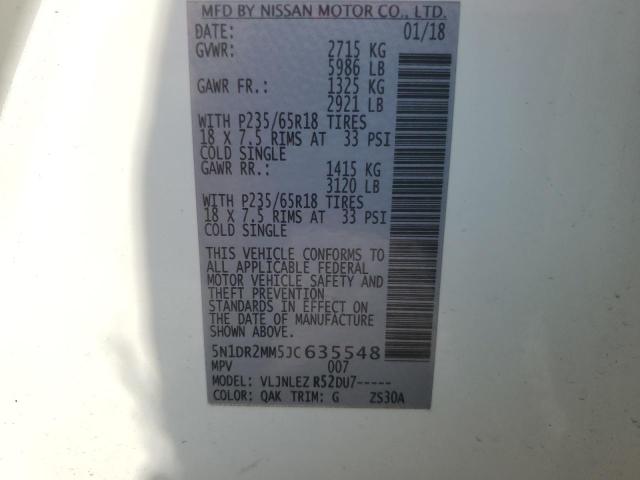 MFD BY NISSAN MOTOR CO., LTD.
DATE: 01/18
GVWR: 2715 KG
5986 LB
GAWR FR.: 1325 KG
2921 LB
WITH P235/65R18 TIRES
18 X 7.5 RIMS AT 33 PSI
COLD SINGLE
GAWR RR.: 1415 KG
3120 LB
WITH P235/65R18 TIRES
18 X 7.5 RIMS AT 33 PSI
COLD SINGLE
THIS VEHICLE CONFORMS TO
ALL APPLICABLE FEDERAL
MOTOR VEHICLE SAFETY AND
THEFT PREVENTION
STANDARDS IN EFFECT ON
THE DATE OF MANUFACTURE
SHOWN ABOVE.
5N1DR2MM5JC635548
MPV 007
MODEL: VLJNLEZ R52DU7-----
COLOR: QAK TRIM: G ZS30A